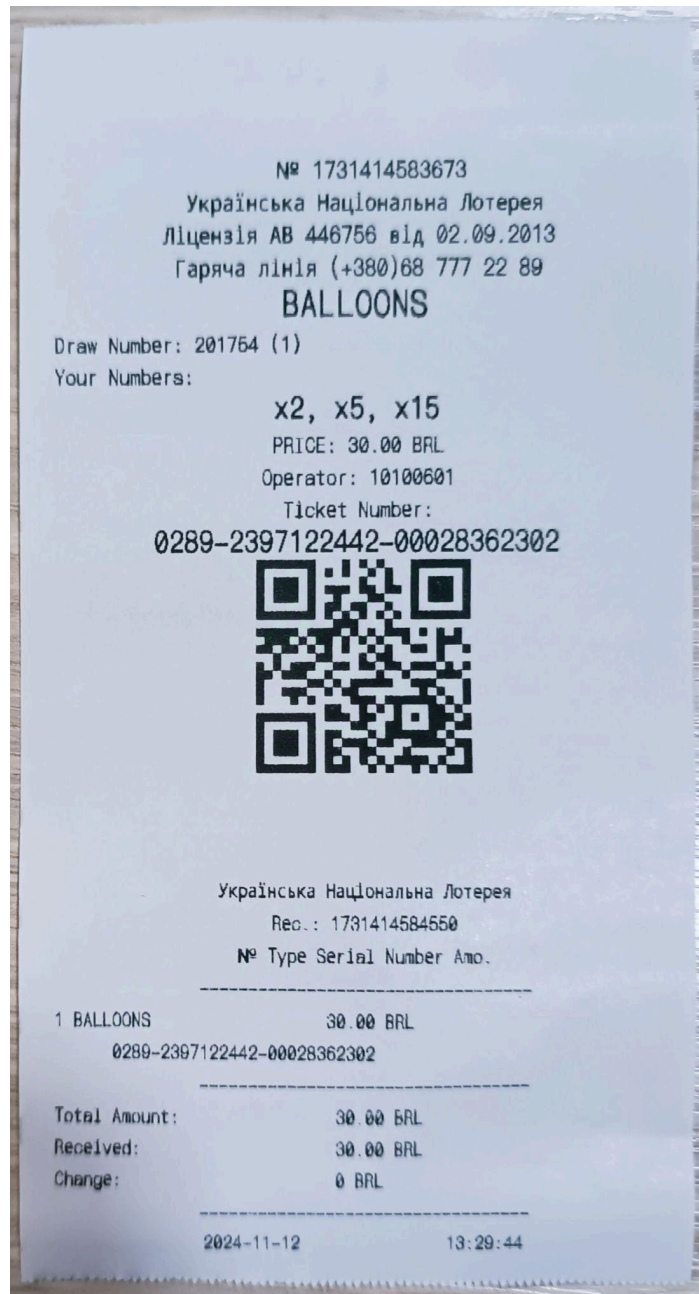 № 1731414583673
Українська Національна Лотерея
Ліцензія АВ 446756 від 02.09.2013
Гаряча лінія (+380)68 777 22 89
BALLOONS
Draw Number: 201754 (1)
Your Numbers:
x2, x5, x15
PRICE: 30.00 BRL
Operator: 10100601
Ticket Number:
0289-2397122442-00028362302
Українська Національна Лотерея
Rec.: 1731414584550
№ Type Serial Number Amo.
1 BALLOONS 30.00 BRL
0289-2397122442-00028362302
Total Amount: 30.00 BRL
Received: 30.00 BRL
Change: 0 BRL
2024-11-12 13:29:44